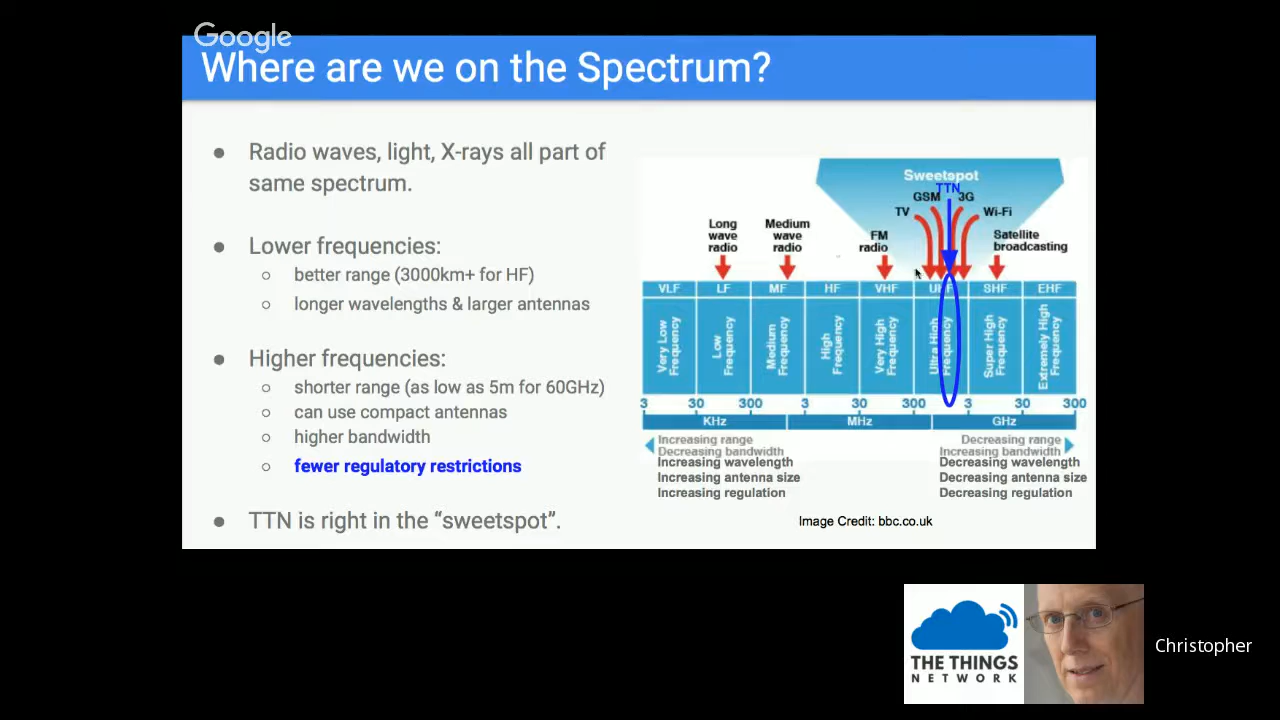 Google
Where are we on the Spectrum?
● Radio waves, light, X-rays all part of
same spectrum.
● Lower frequencies:
○ better range (3000km+ for HF)
○ longer wavelengths & larger antennas
● Higher frequencies:
○ shorter range (as low as 5m for 60GHz)
○ can use compact antennas
○ higher bandwidth
○ fewer regulatory restrictions
● TTN is right in the “sweetspot”.
Sweetspot
TTN
GSM 3G
TV Wi-Fi
Long
wave
radio
Medium
wave
radio
FM
radio
Satellite
broadcasting
VLF LF MF HF VHF UHF SHF EHF
Very Low
Frequency
Low
Frequency
Medium
Frequency
High
Frequency
Very High
Frequency
Ultra High
Frequency
Super High
Frequency
Extremely High
Frequency
3 30 300 3 30 300 3 30 300
KHz MHz GHz
Increasing range
Decreasing bandwidth
Increasing wavelength
Increasing antenna size
Increasing regulation
Decreasing range
Increasing bandwidth
Decreasing wavelength
Decreasing antenna size
Decreasing regulation
Image Credit: bbc.co.uk
THE THINGS
NETWORK
Christopher